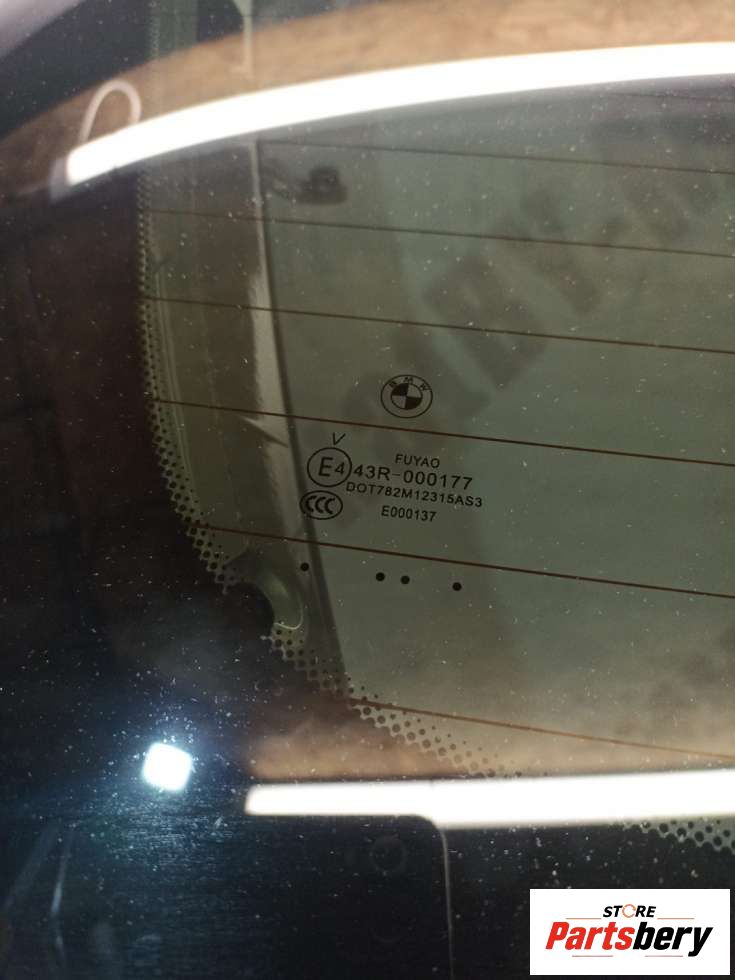 BMW
V
FUYAO
E4 43R-000177
DOT782M12315AS3
CCC
E000137
STORE
Partsbery